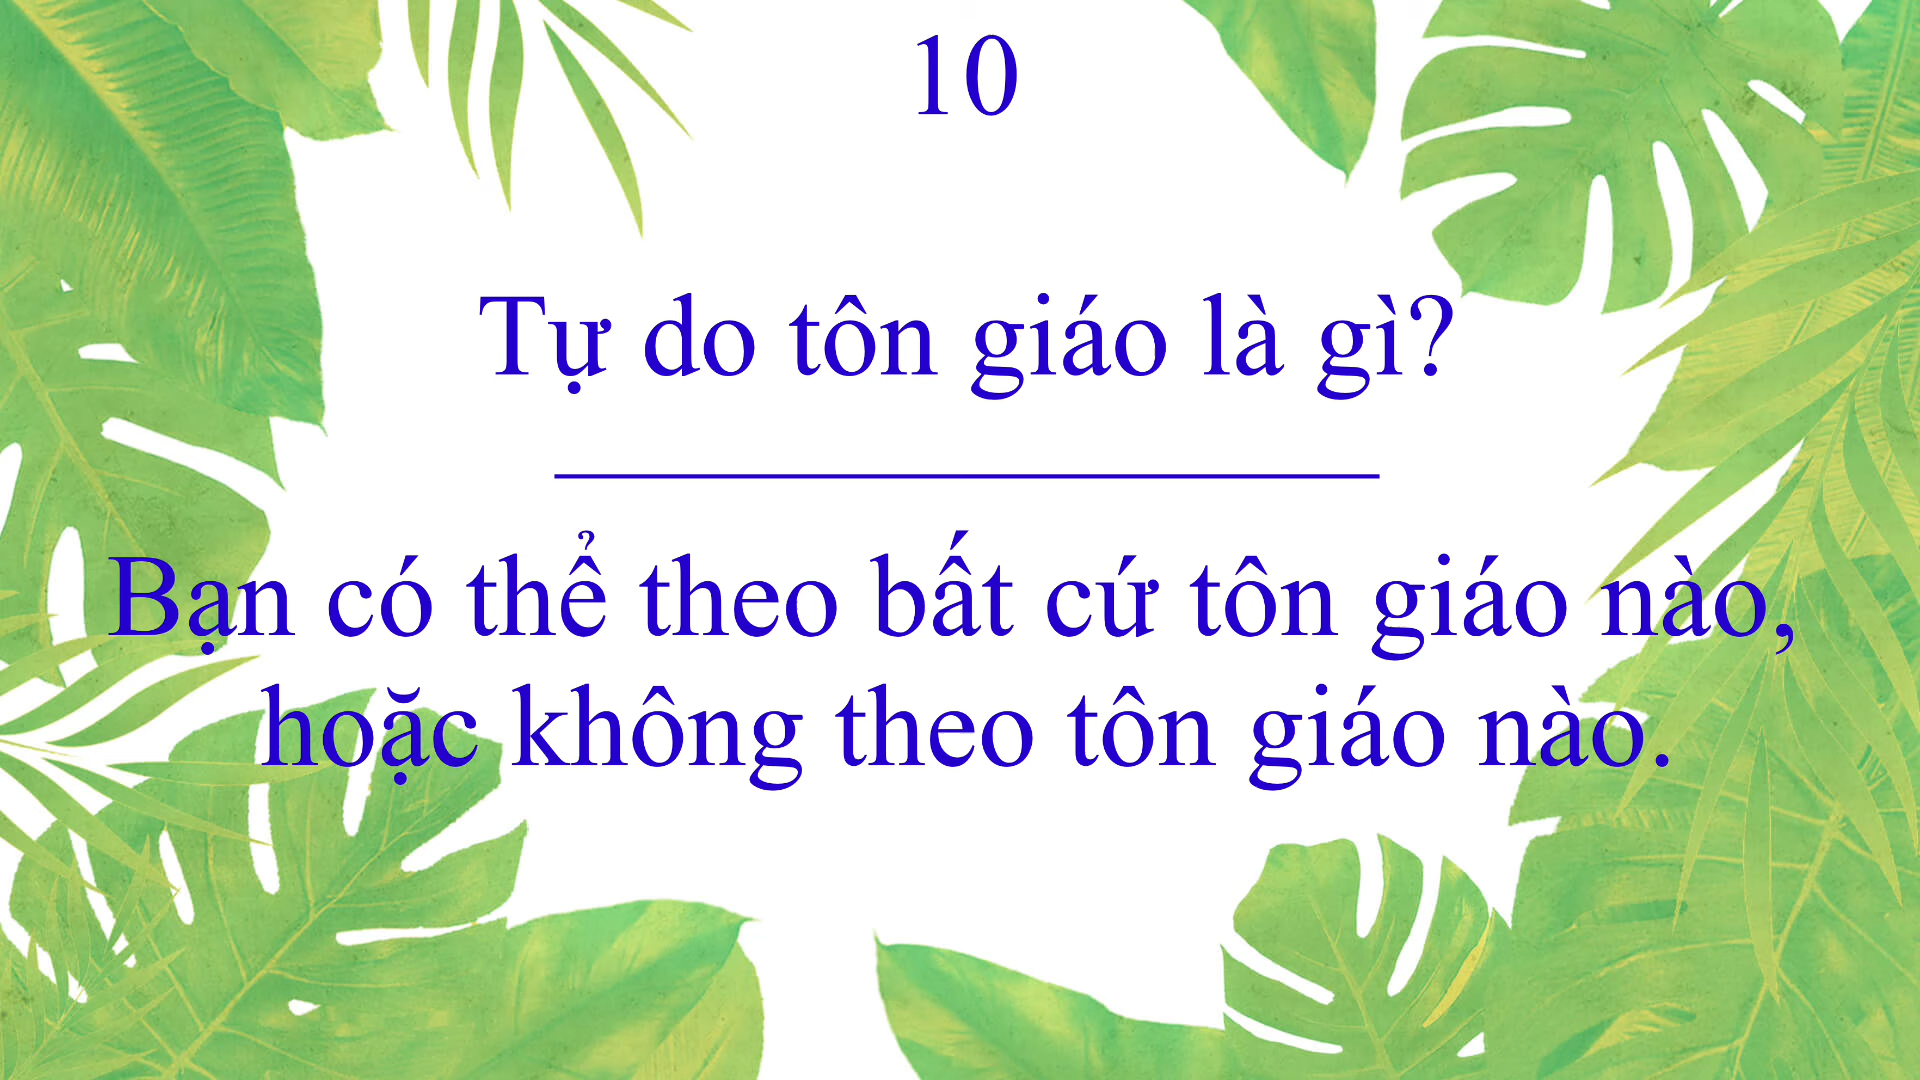 10
Tự do tôn giáo là gì?
Bạn có thể theo bất cứ tôn giáo nào,
hoặc không theo tôn giáo nào.